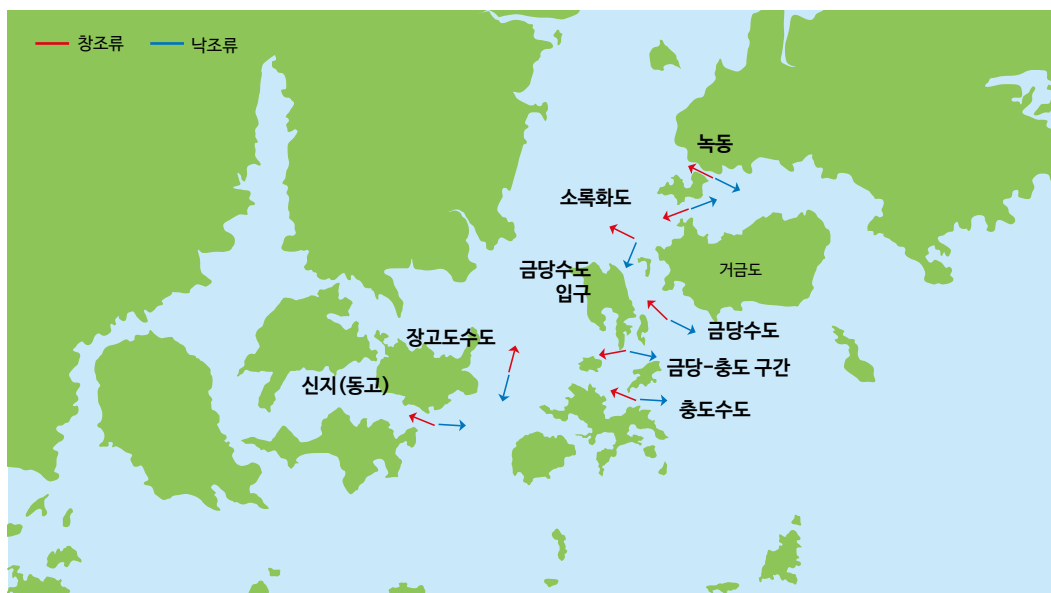 창조류
낙조류
녹동
소록화도
금당수도
입구
거금도
금당수도
장고도수도
금당-충도 구간
신지(동고)
충도수도